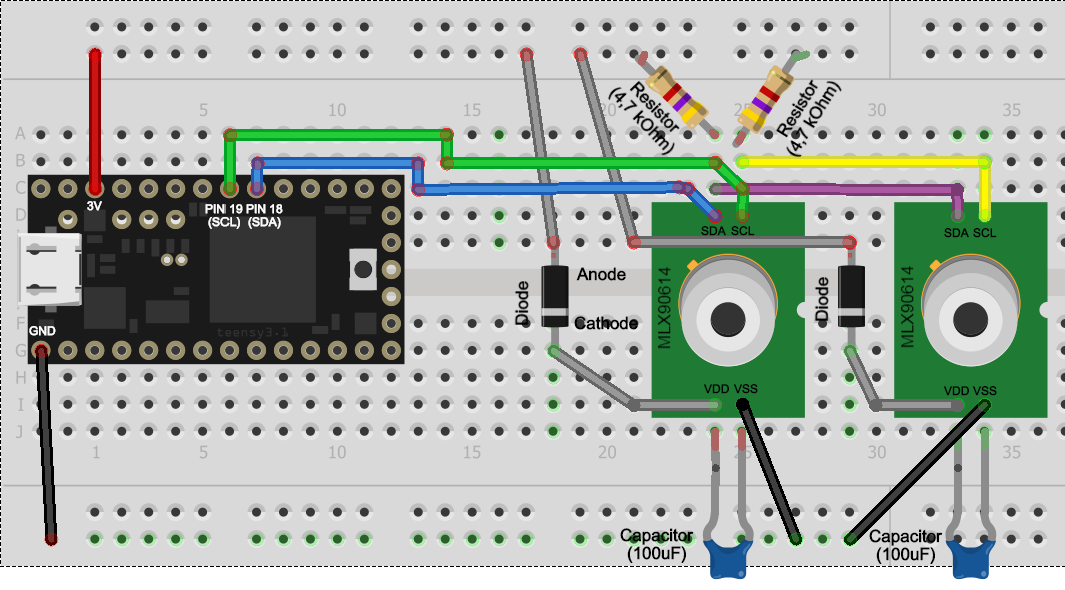 5 10 15 20 25 30 35
A
B
C
D
F
G
H
I
J
3V
PIN 19 PIN 18
(SCL) (SDA)
GND
teensy3.1
Resistor
(4,7 kOhm)
Resistor
(4,7 kOhm)
Diode
Anode
Cathode
SDA SCL
MLX90614
VDD VSS
Diode
SDA SCL
MLX90614
VDD VSS
1 5 10 15 25 30 35
Capacitor
(100uF)
Capacitor
(100uF)